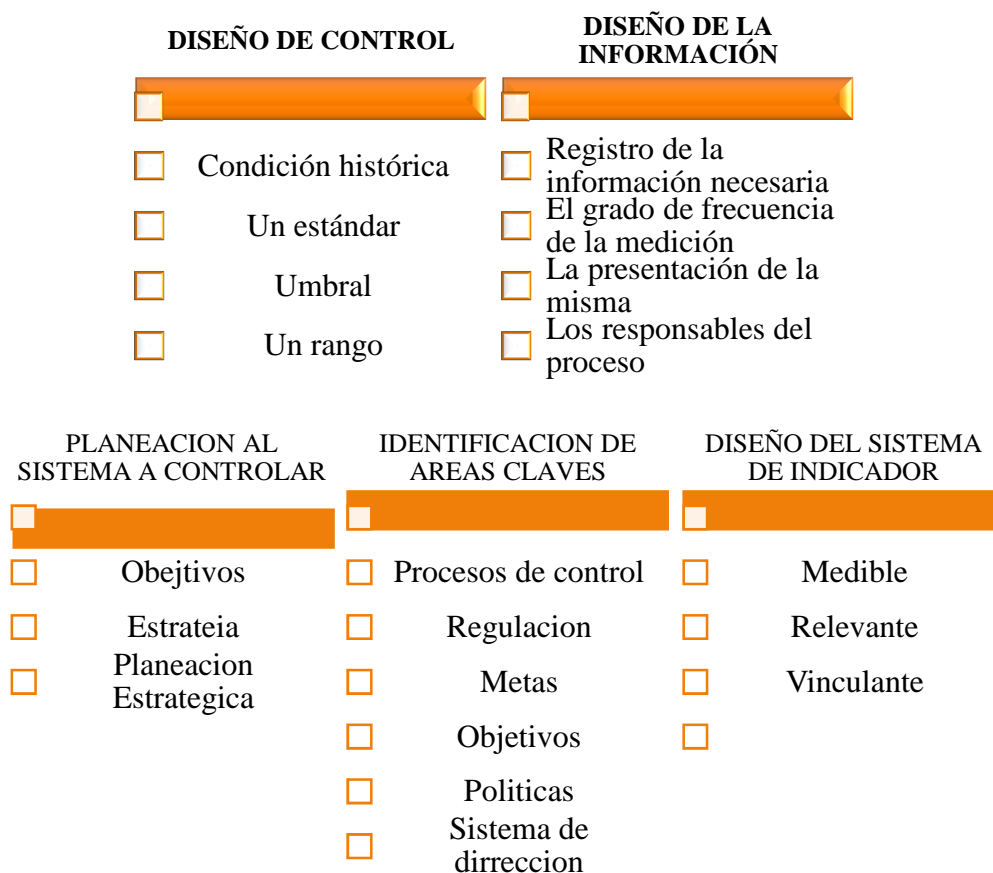 DISEÑO DE CONTROL
DISEÑO DE LA
INFORMACIÓN
Condición histórica
Un estándar
Umbral
Un rango
Registro de la
información necesaria
El grado de frecuencia
de la medición
La presentación de la
misma
Los responsables del
proceso
PLANEACION AL
SISTEMA A CONTROLAR
Obejtivos
Estrateia
Planeacion
Estrategica
IDENTIFICACION DE
AREAS CLAVES
Procesos de control
Regulacion
Metas
Objetivos
Politicas
Sistema de
dirreccion
DISEÑO DEL SISTEMA
DE INDICADOR
Medible
Relevante
Vinculante